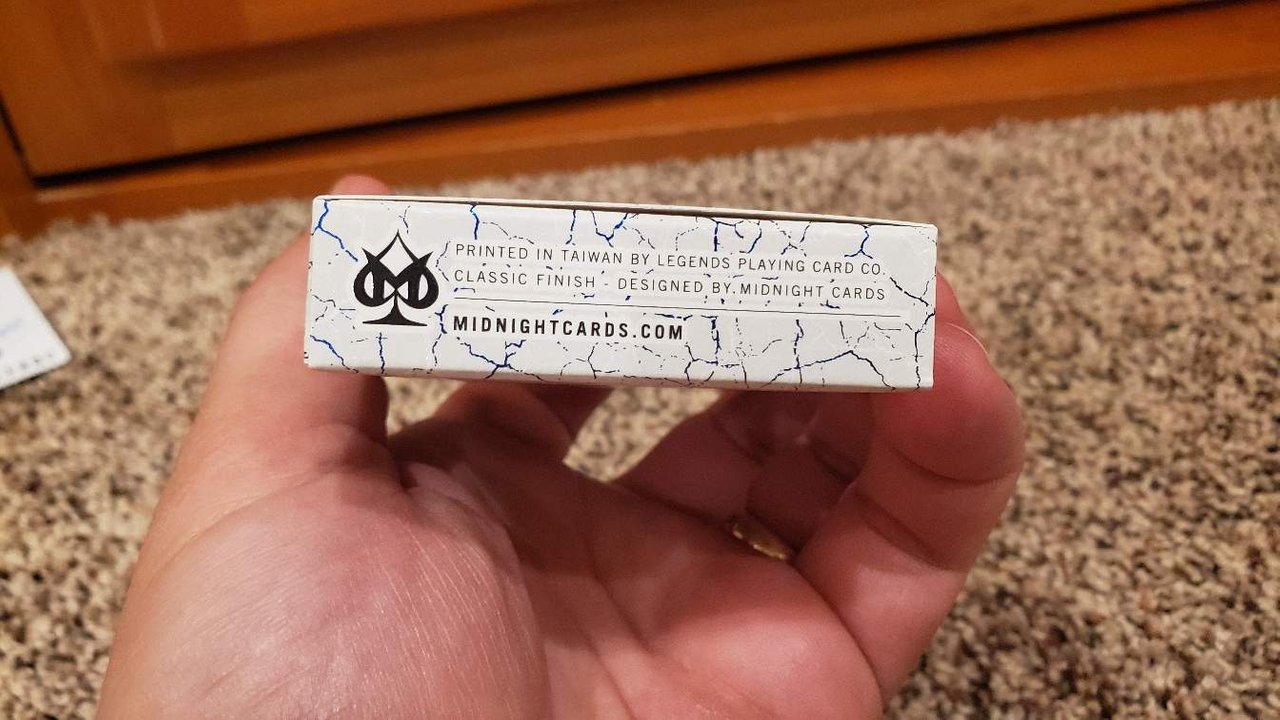 PRINTED IN TAIWAN BY LEGENDS PLAYING CARD CO.
CLASSIC FINISH - DESIGNED BY MIDNIGHT CARDS
MIDNIGHTCARDS.COM